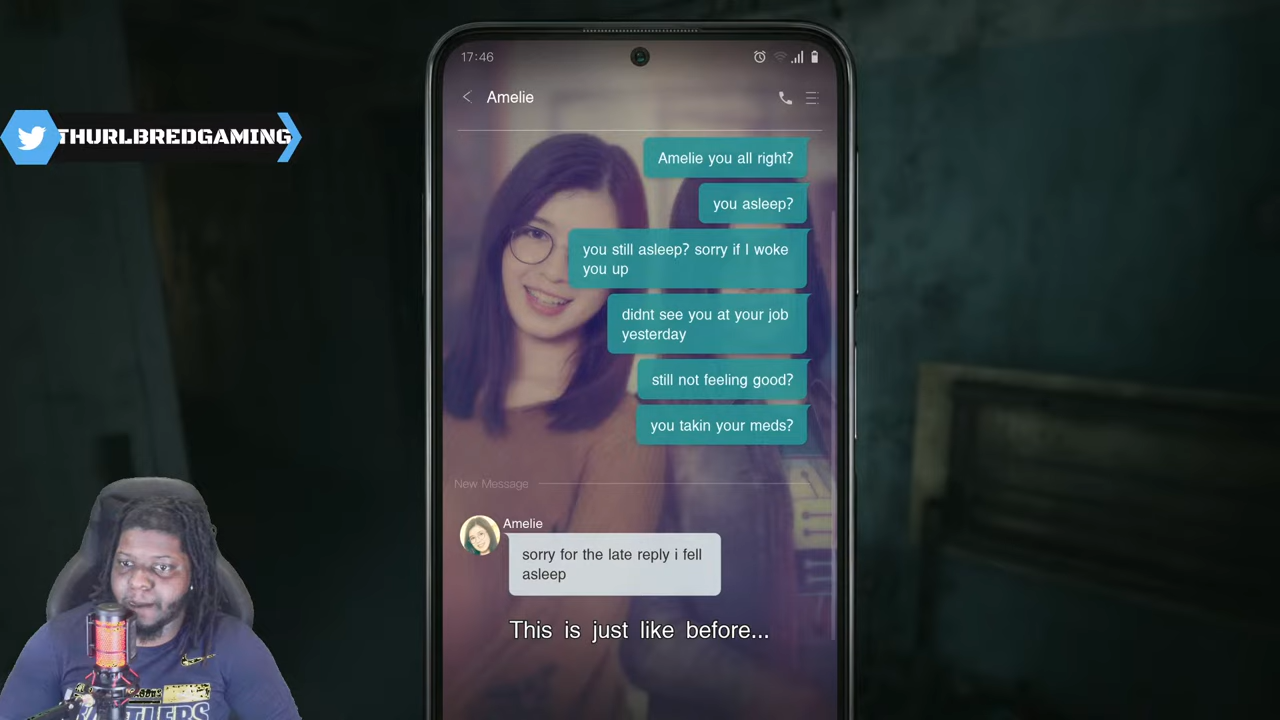 17:46
Amelie
THURLBREDGAMING
Amelie you all right?
you asleep?
you still asleep? sorry if I woke
you up
didnt see you at your job
yesterday
still not feeling good?
you takin your meds?
New Message
Amelie
sorry for the late reply i fell
asleep
This is just like before...